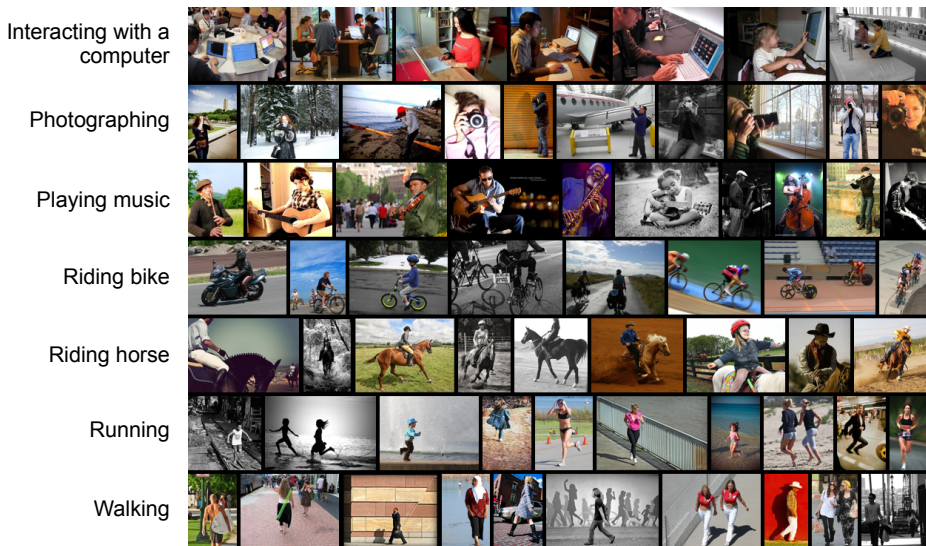 Interacting with a
computer
Photographing
Playing music
Riding bike
Riding horse
Running
Walking